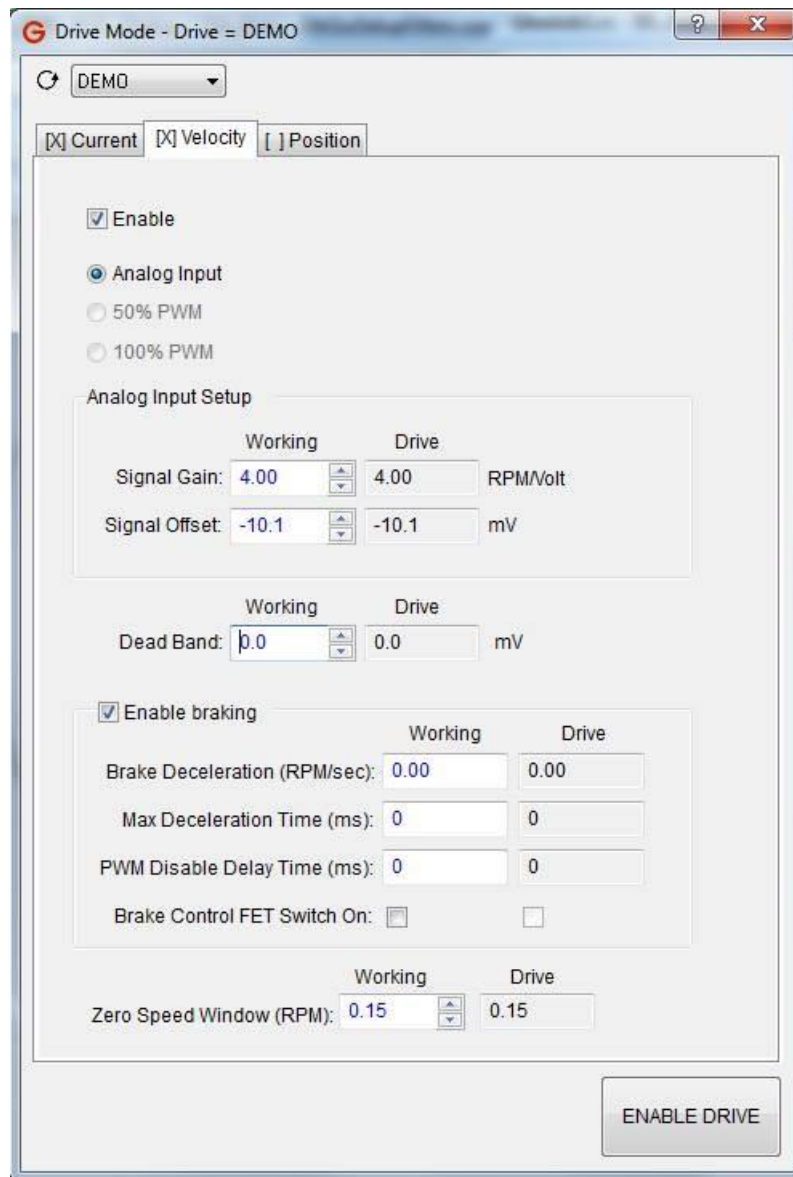 Drive Mode - Drive = DEMO
DEMO
[X] Current [X] Velocity [ ] Position
Enable
Analog Input
50% PWM
100% PWM
Analog Input Setup
Working Drive
Signal Gain: 4.00 4.00 RPM/Volt
Signal Offset: -10.1 -10.1 mV
Working Drive
Dead Band: 0.0 0.0 mV
Enable braking
Working Drive
Brake Deceleration (RPM/sec): 0.00 0.00
Max Deceleration Time (ms): 0 0
PWM Disable Delay Time (ms): 0 0
Brake Control FET Switch On:
Working Drive
Zero Speed Window (RPM): 0.15 0.15
ENABLE DRIVE